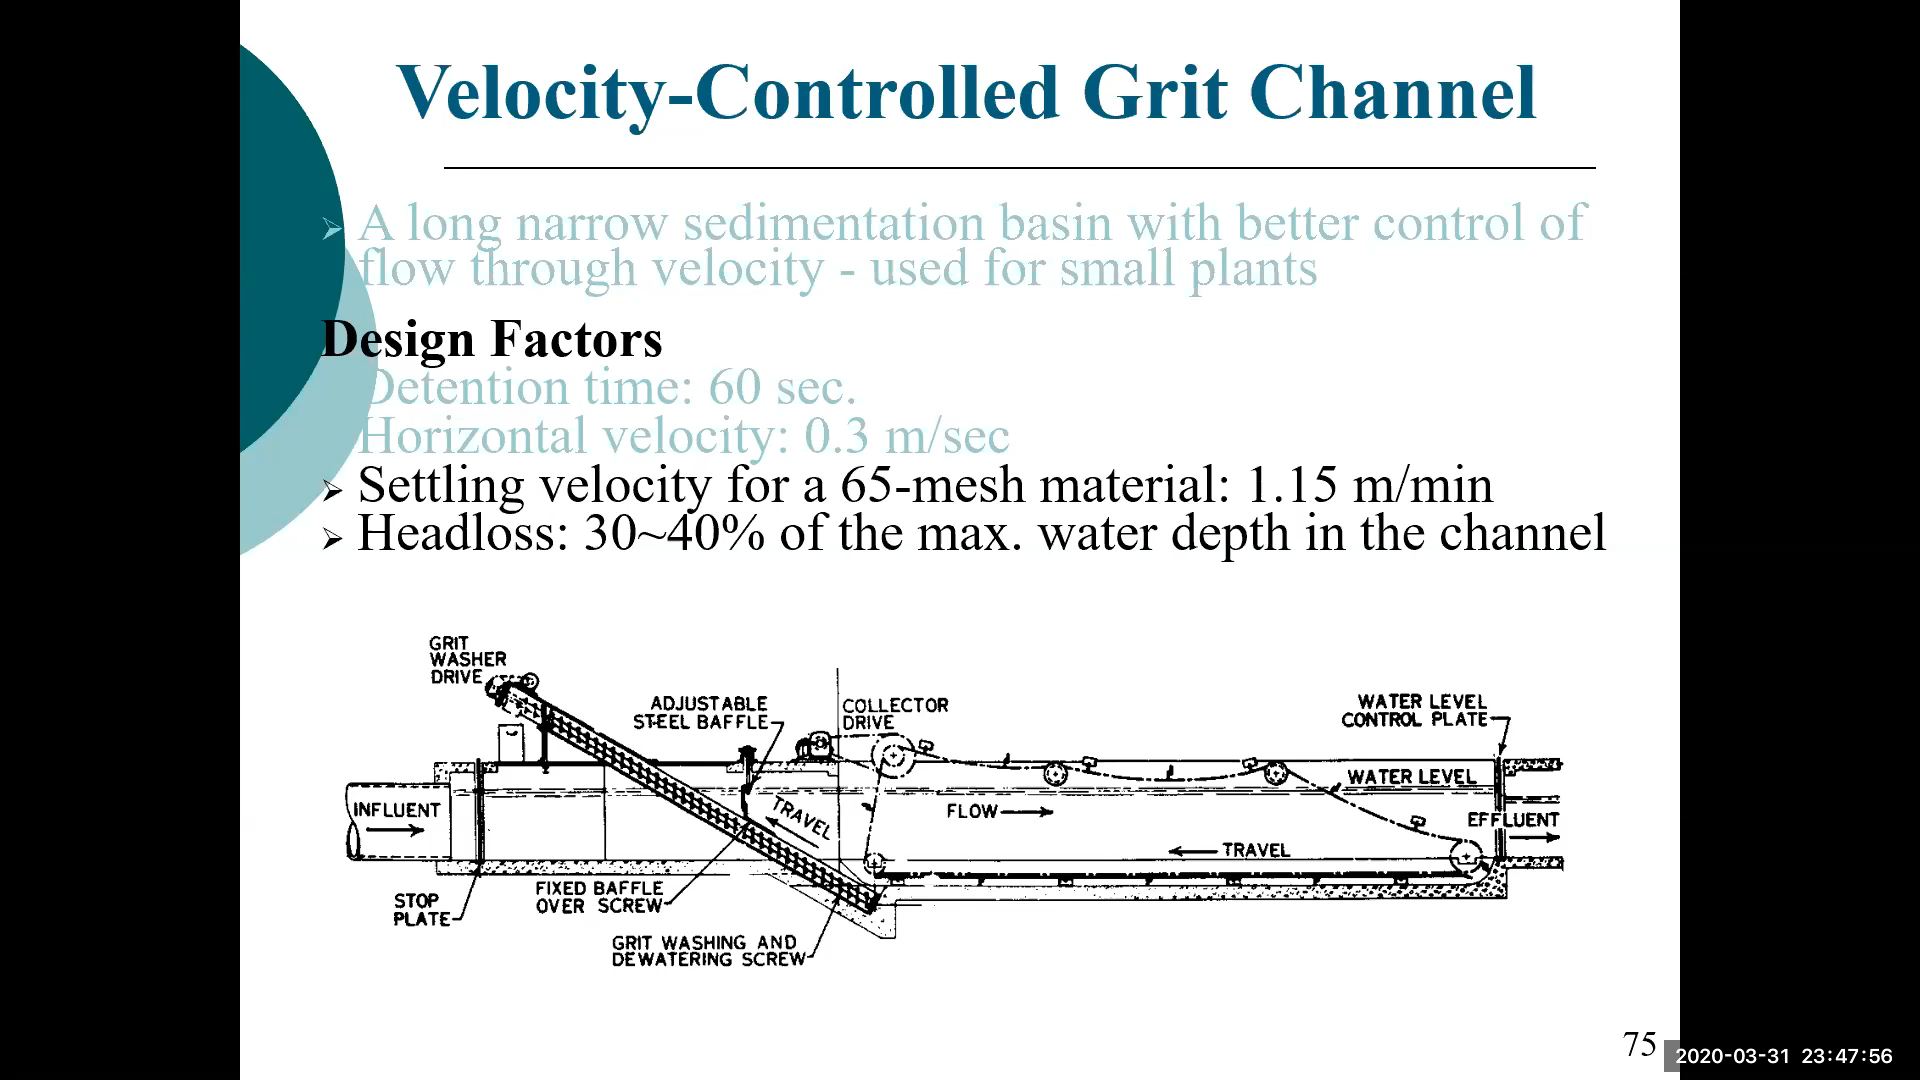 Velocity-Controlled Grit Channel
A long narrow sedimentation basin with better control of
flow through velocity - used for small plants
Design Factors
Detention time: 60 sec.
Horizontal velocity: 0.3 m/sec
Settling velocity for a 65-mesh material: 1.15 m/min
Headloss: 30~40% of the max. water depth in the channel
GRIT
WASHER
DRIVE
ADJUSTABLE
STEEL BAFFLE
COLLECTOR
DRIVE
WATER LEVEL
CONTROL PLATE
WATER LEVEL
INFLUENT
TRAVEL
FLOW
EFFLUENT
TRAVEL
STOP
PLATE
FIXED BAFFLE
OVER SCREW
GRIT WASHING AND
DEWATERING SCREW
75
2020-03-31 23:47:56